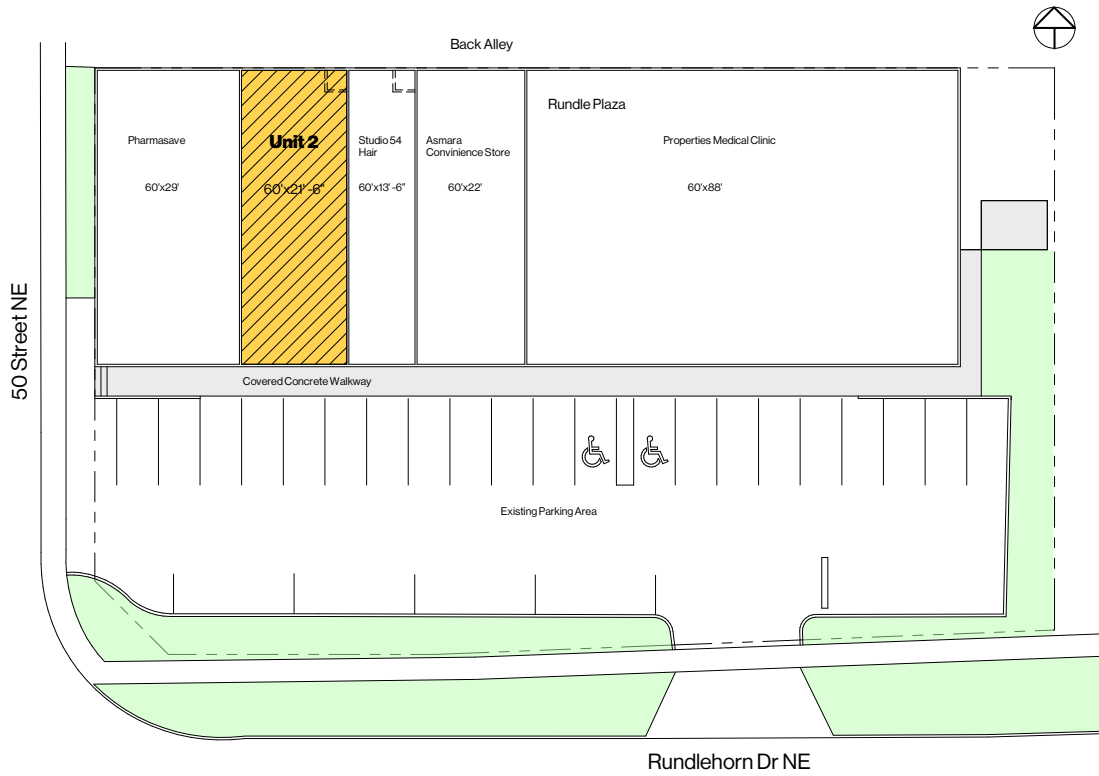 Back Alley
Rundle Plaza
Pharmasave
60'x29'
Unit 2
60'x21' -6"
Studio 54
Hair
60'x13' -6"
Asmara
Convinience Store
60'x22'
Properties Medical Clinic
60'x88'
50 Street NE
Covered Concrete Walkway
Existing Parking Area
Rundlehorn Dr NE